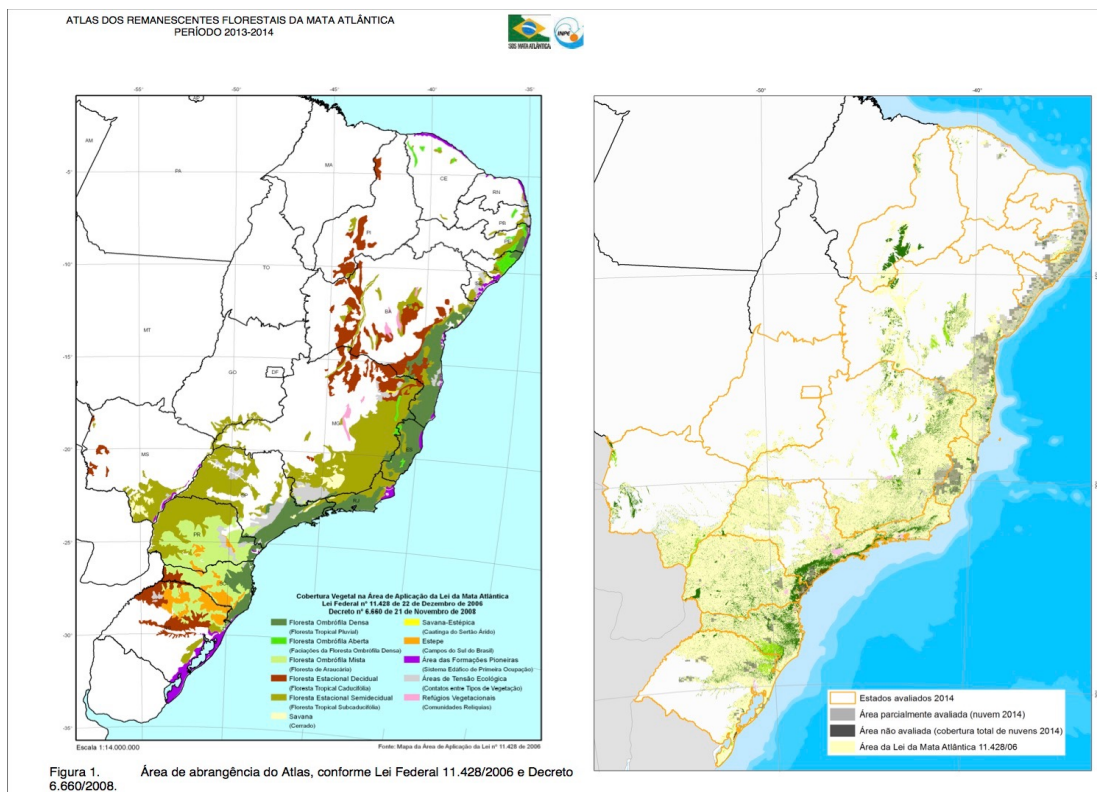 ATLAS DOS REMANESCENTES FLORESTAIS DA MATA ATLÂNTICA
PERÍODO 2013-2014
SOS MATA ATLÂNTICA
INPE
-55°
-50°
-45°
-40°
-35°
AM
PA
MA
CE
RN
PB
PI
TO
BA
MT
GO
DF
MG
ES
MS
RJ
PR
-5°
-10°
-15°
-20°
-25°
-30°
-35°
Cobertura Vegetal na Área de Aplicação da Lei da Mata Atlântica
Lei Federal nº 11.428 de 22 de Dezembro de 2006
Decreto nº 6.660 de 21 de Novembro de 2008
Floresta Ombrófila Densa
(Floresta Tropical Pluvial)
Floresta Ombrófila Aberta
(Faciações da Floresta Ombrófila Densa)
Floresta Ombrófila Mista
(Floresta de Araucária)
Floresta Estacional Decidual
(Floresta Tropical Caducifólia)
Floresta Estacional Semidecidual
(Floresta Tropical Subcaducifólia)
Savana
(Cerrado)
Savana-Estépica
(Caatinga do Sertão Árido)
Estepe
(Campos do Sul do Brasil)
Área das Formações Pioneiras
(Sistema Edáfico de Primeira Ocupação)
Áreas de Tensão Ecológica
(Contatos entre Tipos de Vegetação)
Refúgios Vegetacionais
(Comunidades Relíquias)
Escala 1:14.000.000
Fonte: Mapa da Área de Aplicação da Lei nº 11.428 de 2006
Figura 1. Área de abrangência do Atlas, conforme Lei Federal 11.428/2006 e Decreto
6.660/2008.
-50°
-40°
Estados avaliados 2014
Área parcialmente avaliada (nuvem 2014)
Área não avaliada (cobertura total de nuvens 2014)
Área da Lei da Mata Atlântica 11.428/06